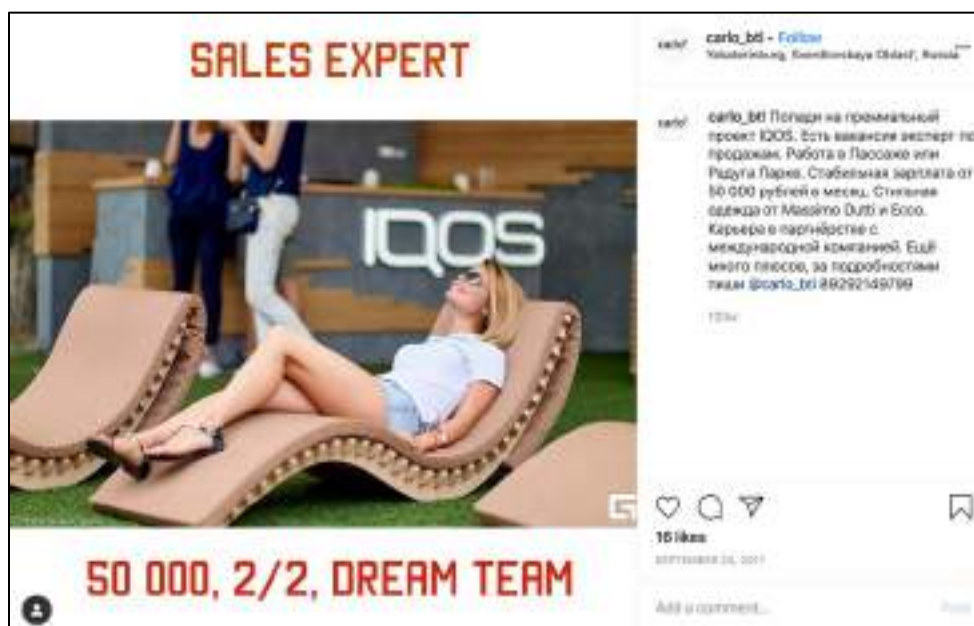 SALES EXPERT
IQOS
50 000, 2/2, DREAM TEAM
carlo_btl • Follow
Yekaterinburg, Sverdlovskaya Oblast', Russia
carlo_btl Попади на премиальный
проект IQOS. Есть вакансия эксперт по
продажам. Работа в Пассаже или
Радуга Парке. Стабильная зарплата от
50 000 рублей в месяц. Стильная
одежда от Massimo Dutti и Ecco.
Карьера в партнёрстве с
международной компанией. Ещё
много плюсов, за подробностями
пиши @carlo_btl 89292149799
16 likes
Add a comment...
Post